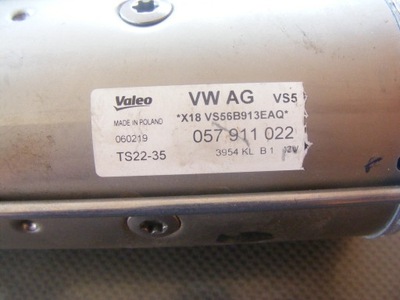 Valeo VW AG VS5
MADE IN POLAND *X18 VS56B913EAQ*
060219 057 911 022
TS22-35 3954 KL B 1